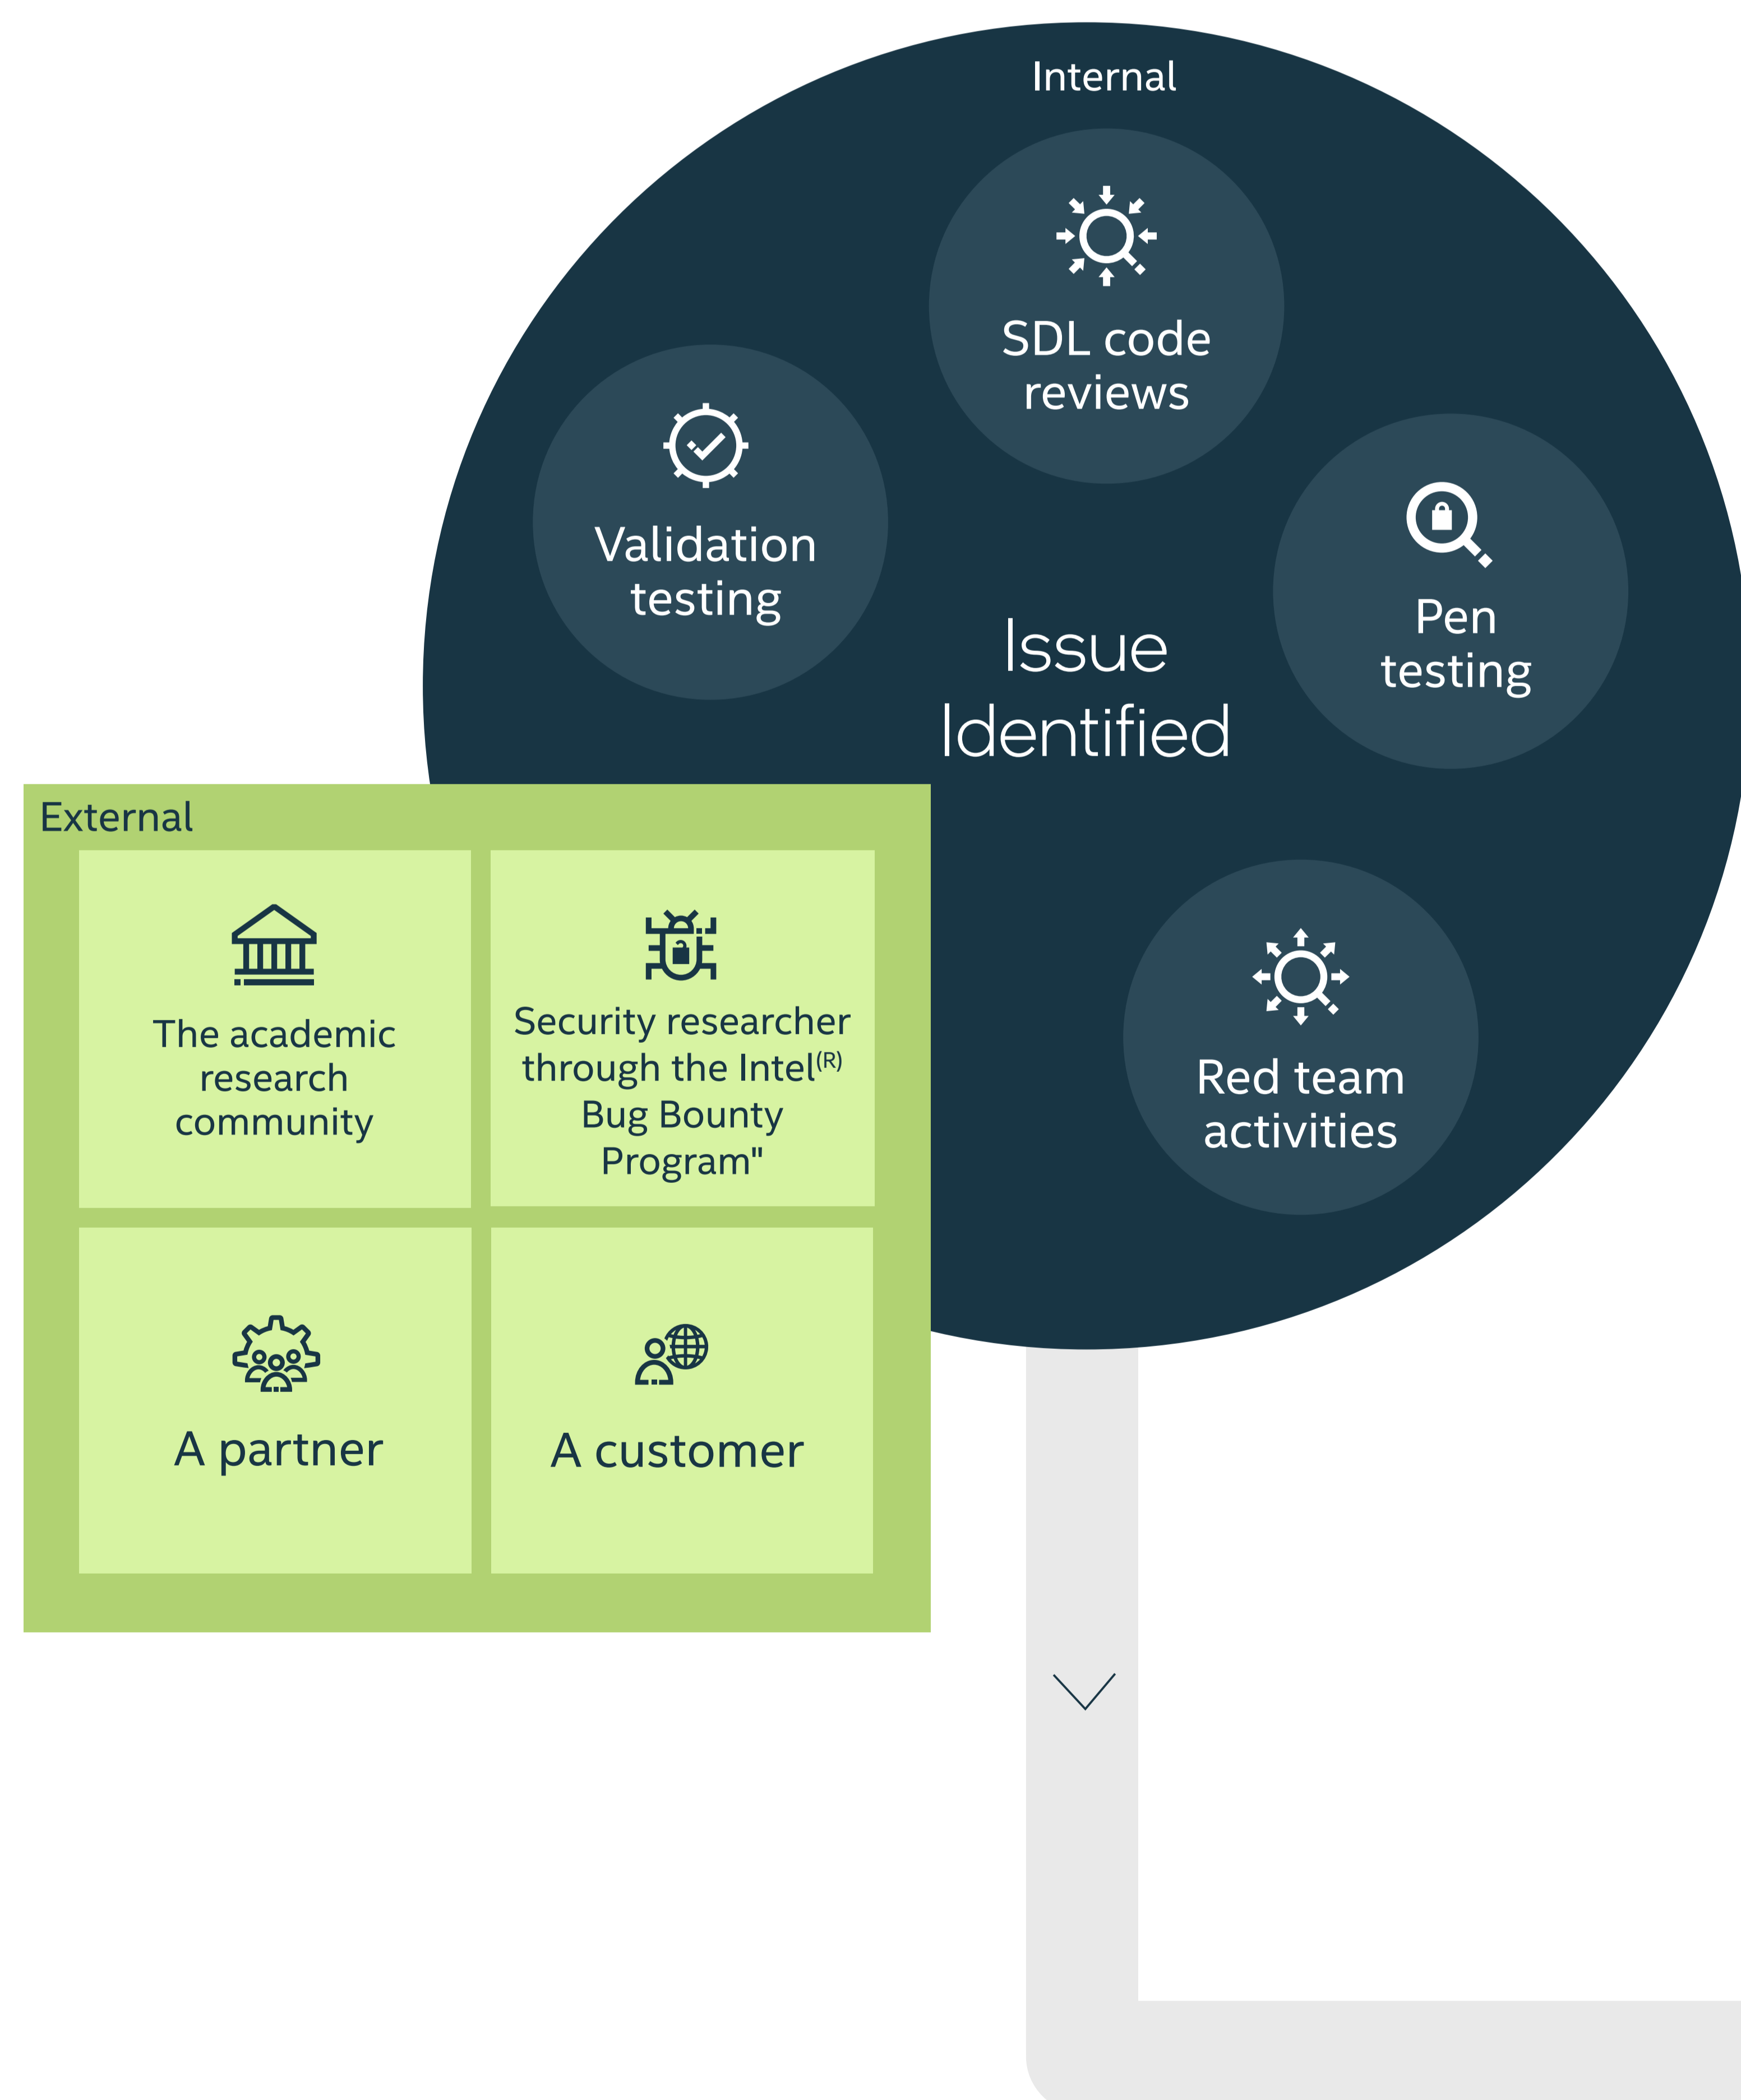 Internal
SDL code
reviews
Validation
testing
Pen
testing
Issue
Identified
Red team
activities
External
The academic
research
community
Security researcher
through the Intel(R)
Bug Bounty
Program"
A partner
A customer